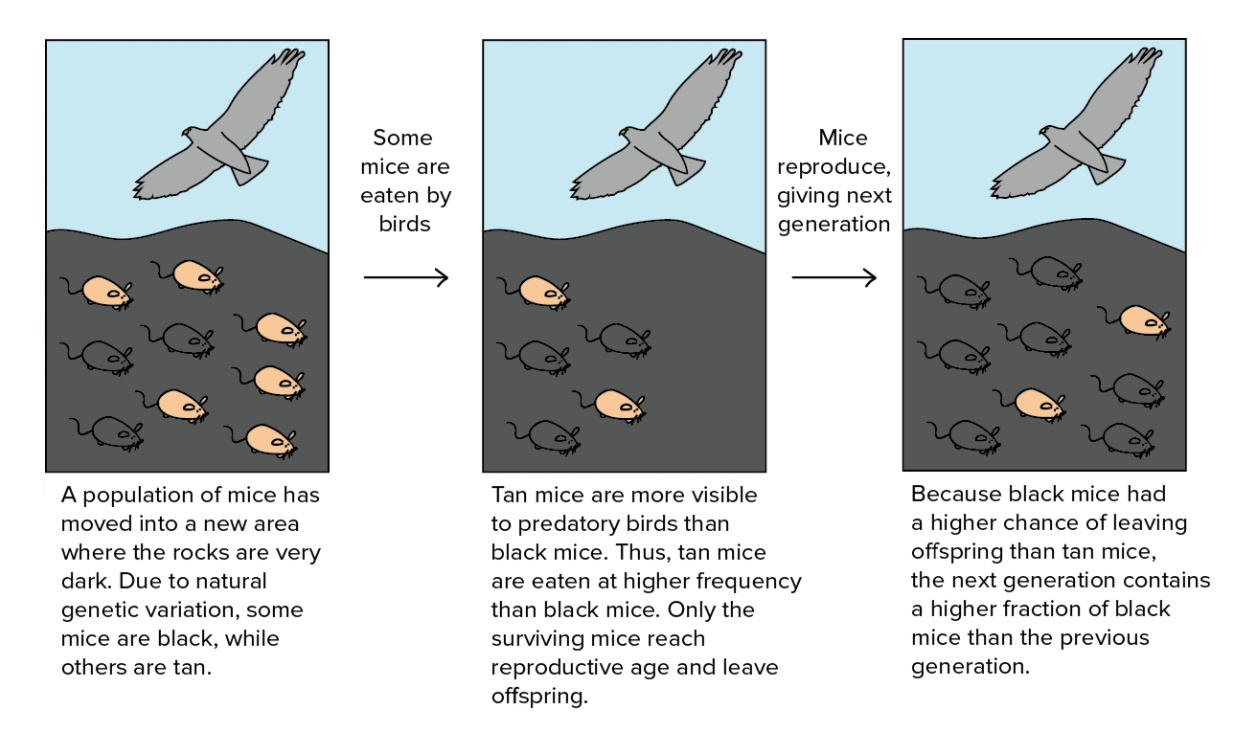 Some
mice are
eaten by
birds
Mice
reproduce,
giving next
generation
A population of mice has
moved into a new area
where the rocks are very
dark. Due to natural
genetic variation, some
mice are black, while
others are tan.
Tan mice are more visible
to predatory birds than
black mice. Thus, tan mice
are eaten at higher frequency
than black mice. Only the
surviving mice reach
reproductive age and leave
offspring.
Because black mice had
a higher chance of leaving
offspring than tan mice,
the next generation contains
a higher fraction of black
mice than the previous
generation.